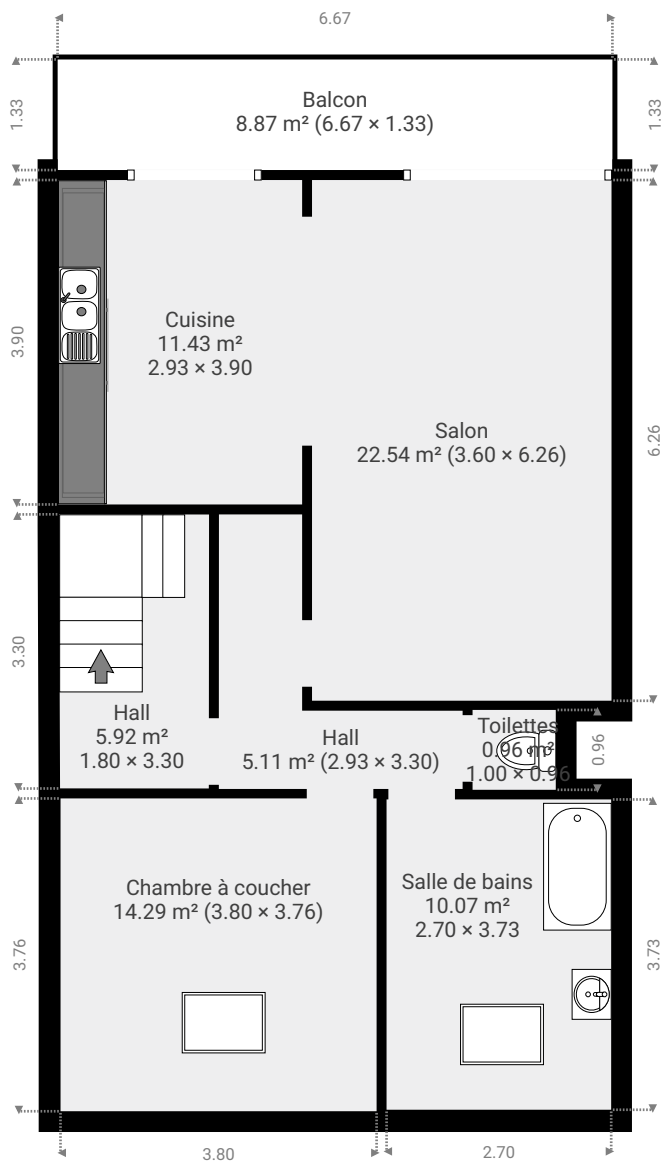 6.67
Balcon
8.87 m² (6.67 × 1.33)
1.33
1.33
Cuisine
11.43 m²
2.93 × 3.90
3.90
Salon
22.54 m² (3.60 × 6.26)
6.26
3.30
Hall
5.92 m²
1.80 × 3.30
Hall
5.11 m² (2.93 × 3.30)
Toilettes
0.96 m²
1.00 × 0.96
0.96
Chambre à coucher
14.29 m² (3.80 × 3.76)
Salle de bains
10.07 m²
2.70 × 3.73
3.76
3.73
3.80
2.70